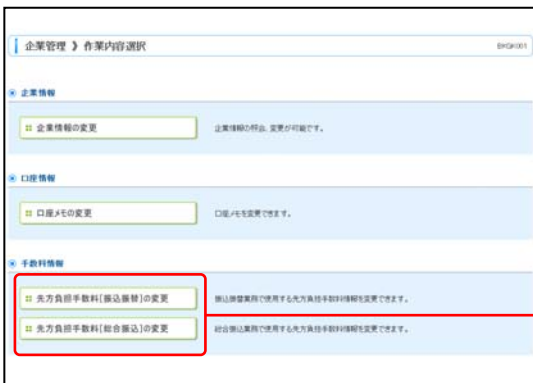 企業管理 》作業内容選択
BKGK001
企業情報
企業情報の変更
企業情報の照会、変更が可能です。
口座情報
口座メモの変更
口座メモを変更できます。
手数料情報
先方負担手数料[振込振替]の変更
振込振替業務で使用する先方負担手数料情報を変更できます。
先方負担手数料[総合振込]の変更
総合振込業務で使用する先方負担手数料情報を変更できます。